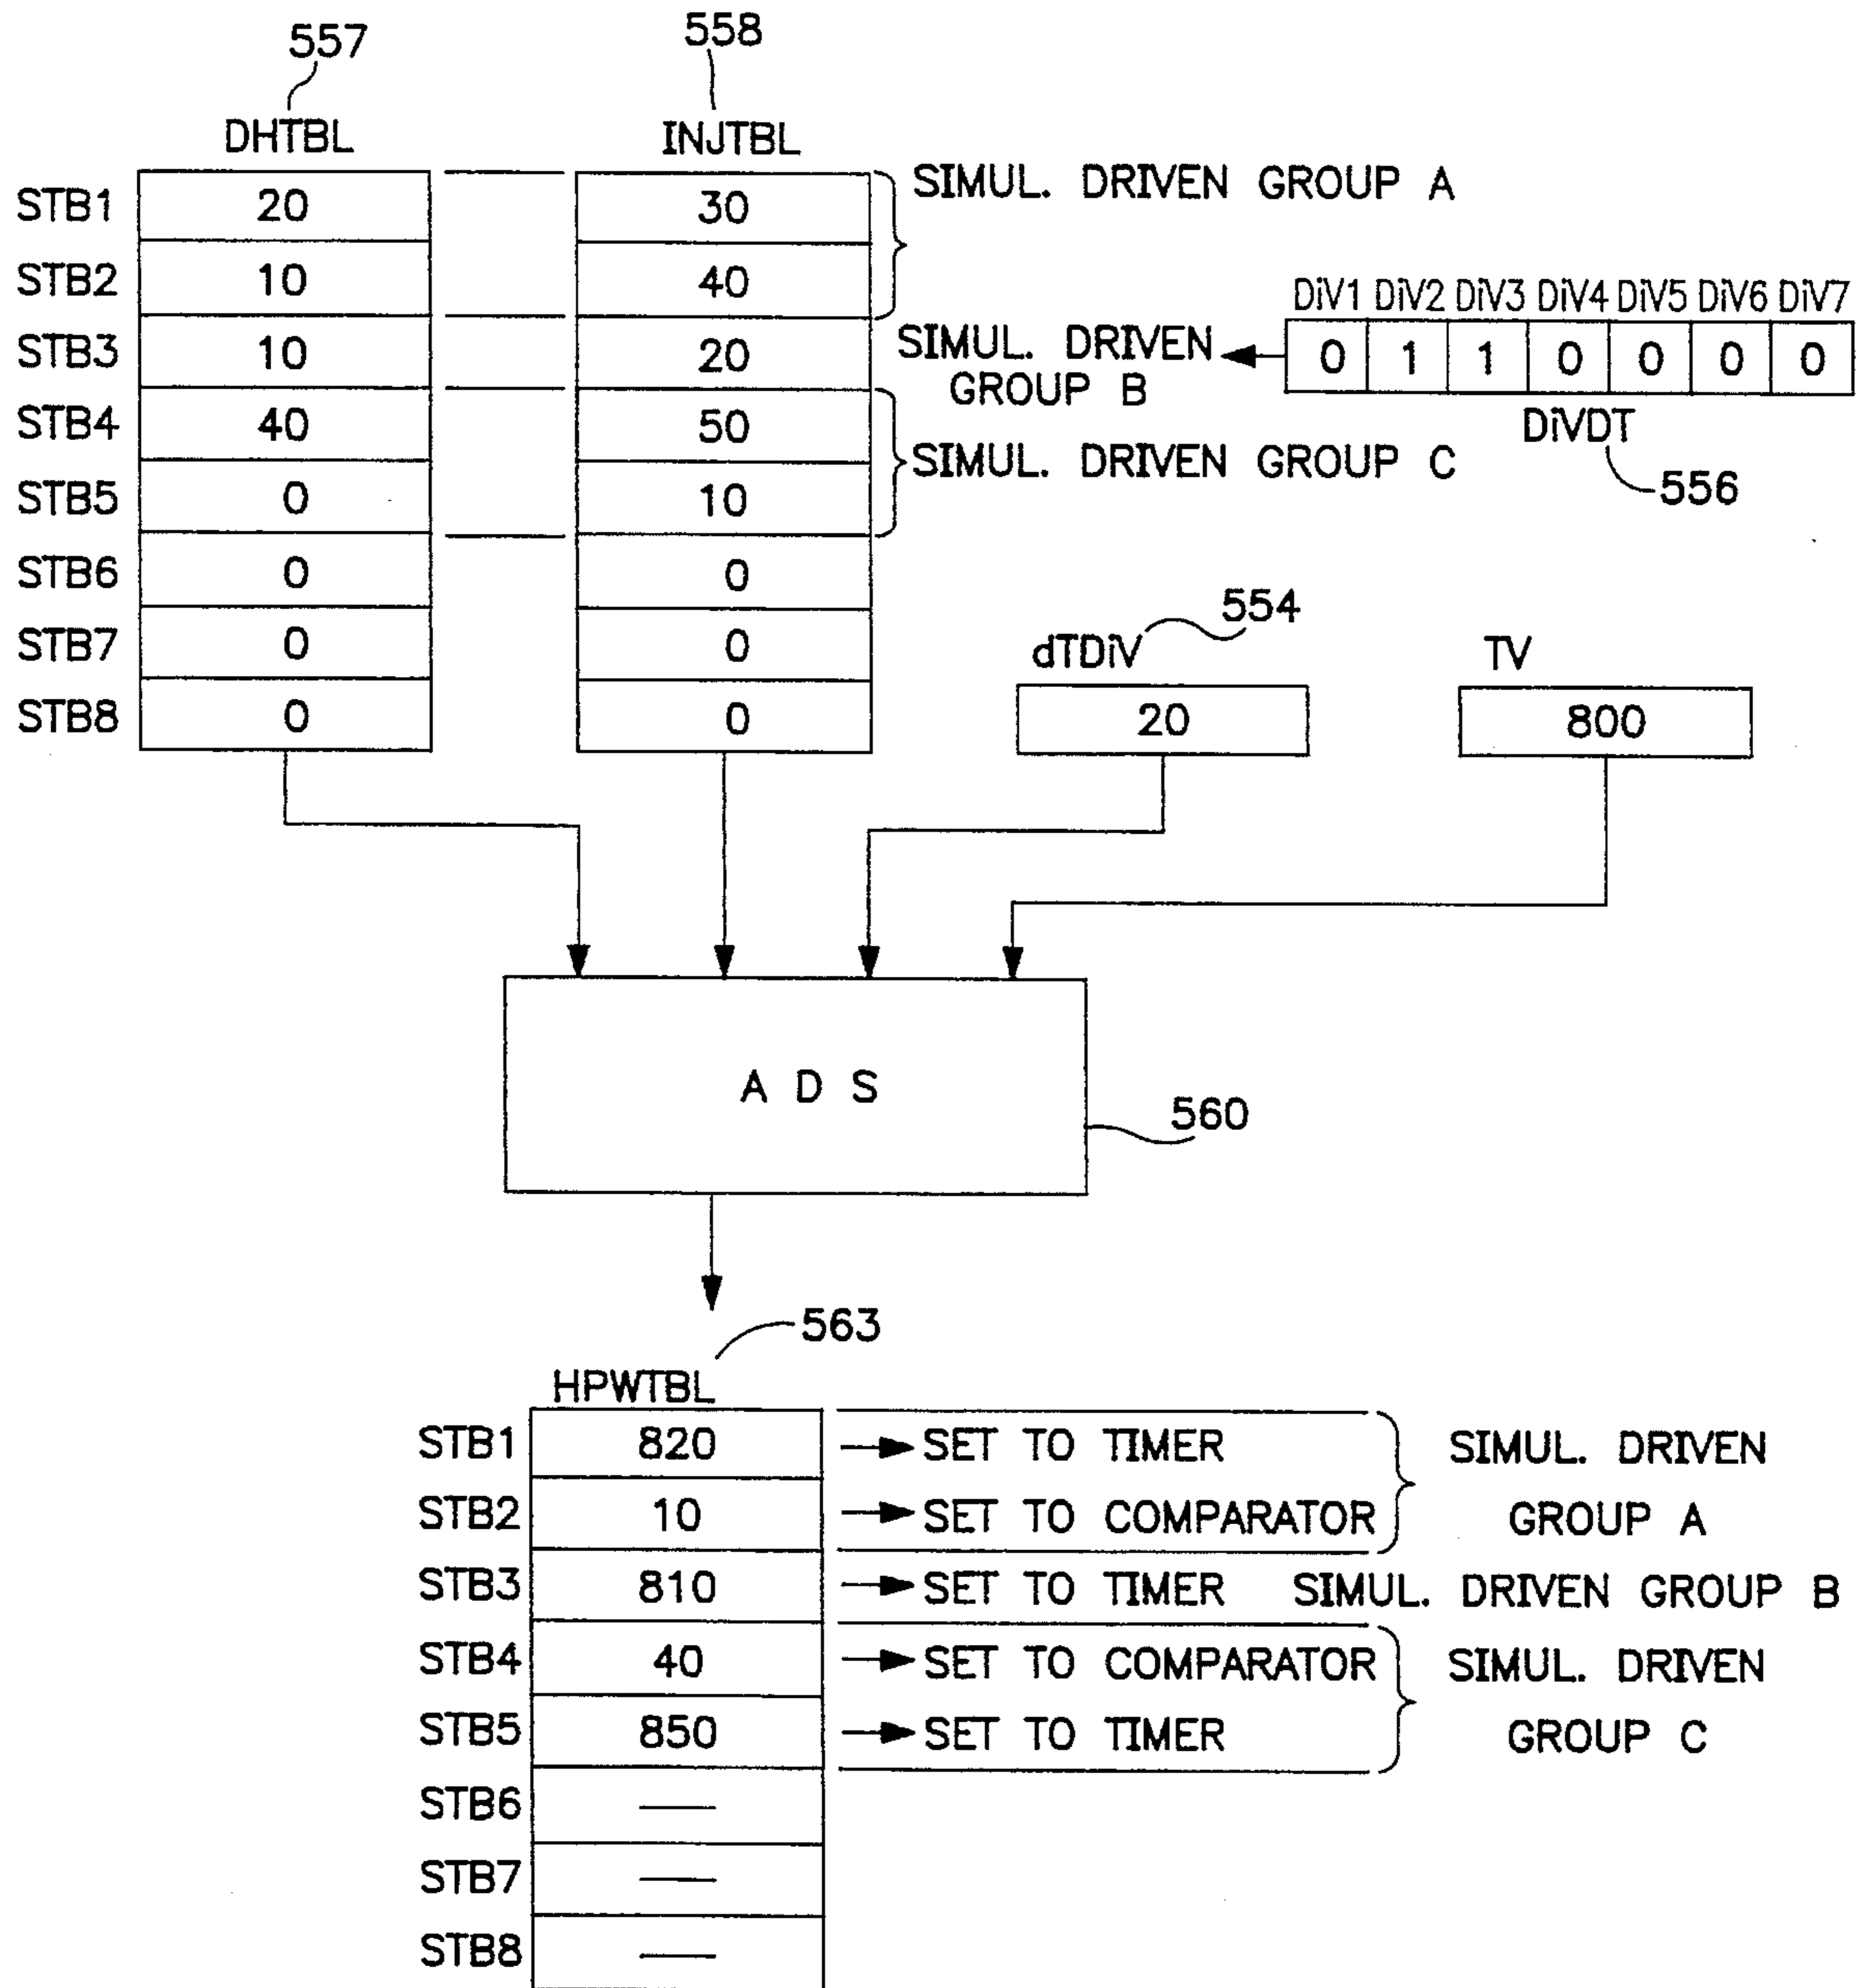 557
558
DHTBL
INJTBL
STB1 20 30 SIMUL. DRIVEN GROUP A
STB2 10 40
DiV1 DiV2 DiV3 DiV4 DiV5 DiV6 DiV7
STB3 10 20 SIMUL. DRIVEN GROUP B
0 1 1 0 0 0 0
DiVDT
556
STB4 40 50 SIMUL. DRIVEN GROUP C
STB5 0 10
STB6 0 0
STB7 0 0
STB8 0 0
dTDiV 554
20
TV
800
A D S
560
563
HPWTBL
STB1 820 SET TO TIMER
STB2 10 SET TO COMPARATOR
SIMUL. DRIVEN
GROUP A
STB3 810 SET TO TIMER SIMUL. DRIVEN GROUP B
STB4 40 SET TO COMPARATOR
STB5 850 SET TO TIMER
SIMUL. DRIVEN
GROUP C
STB6 —
STB7 —
STB8 —